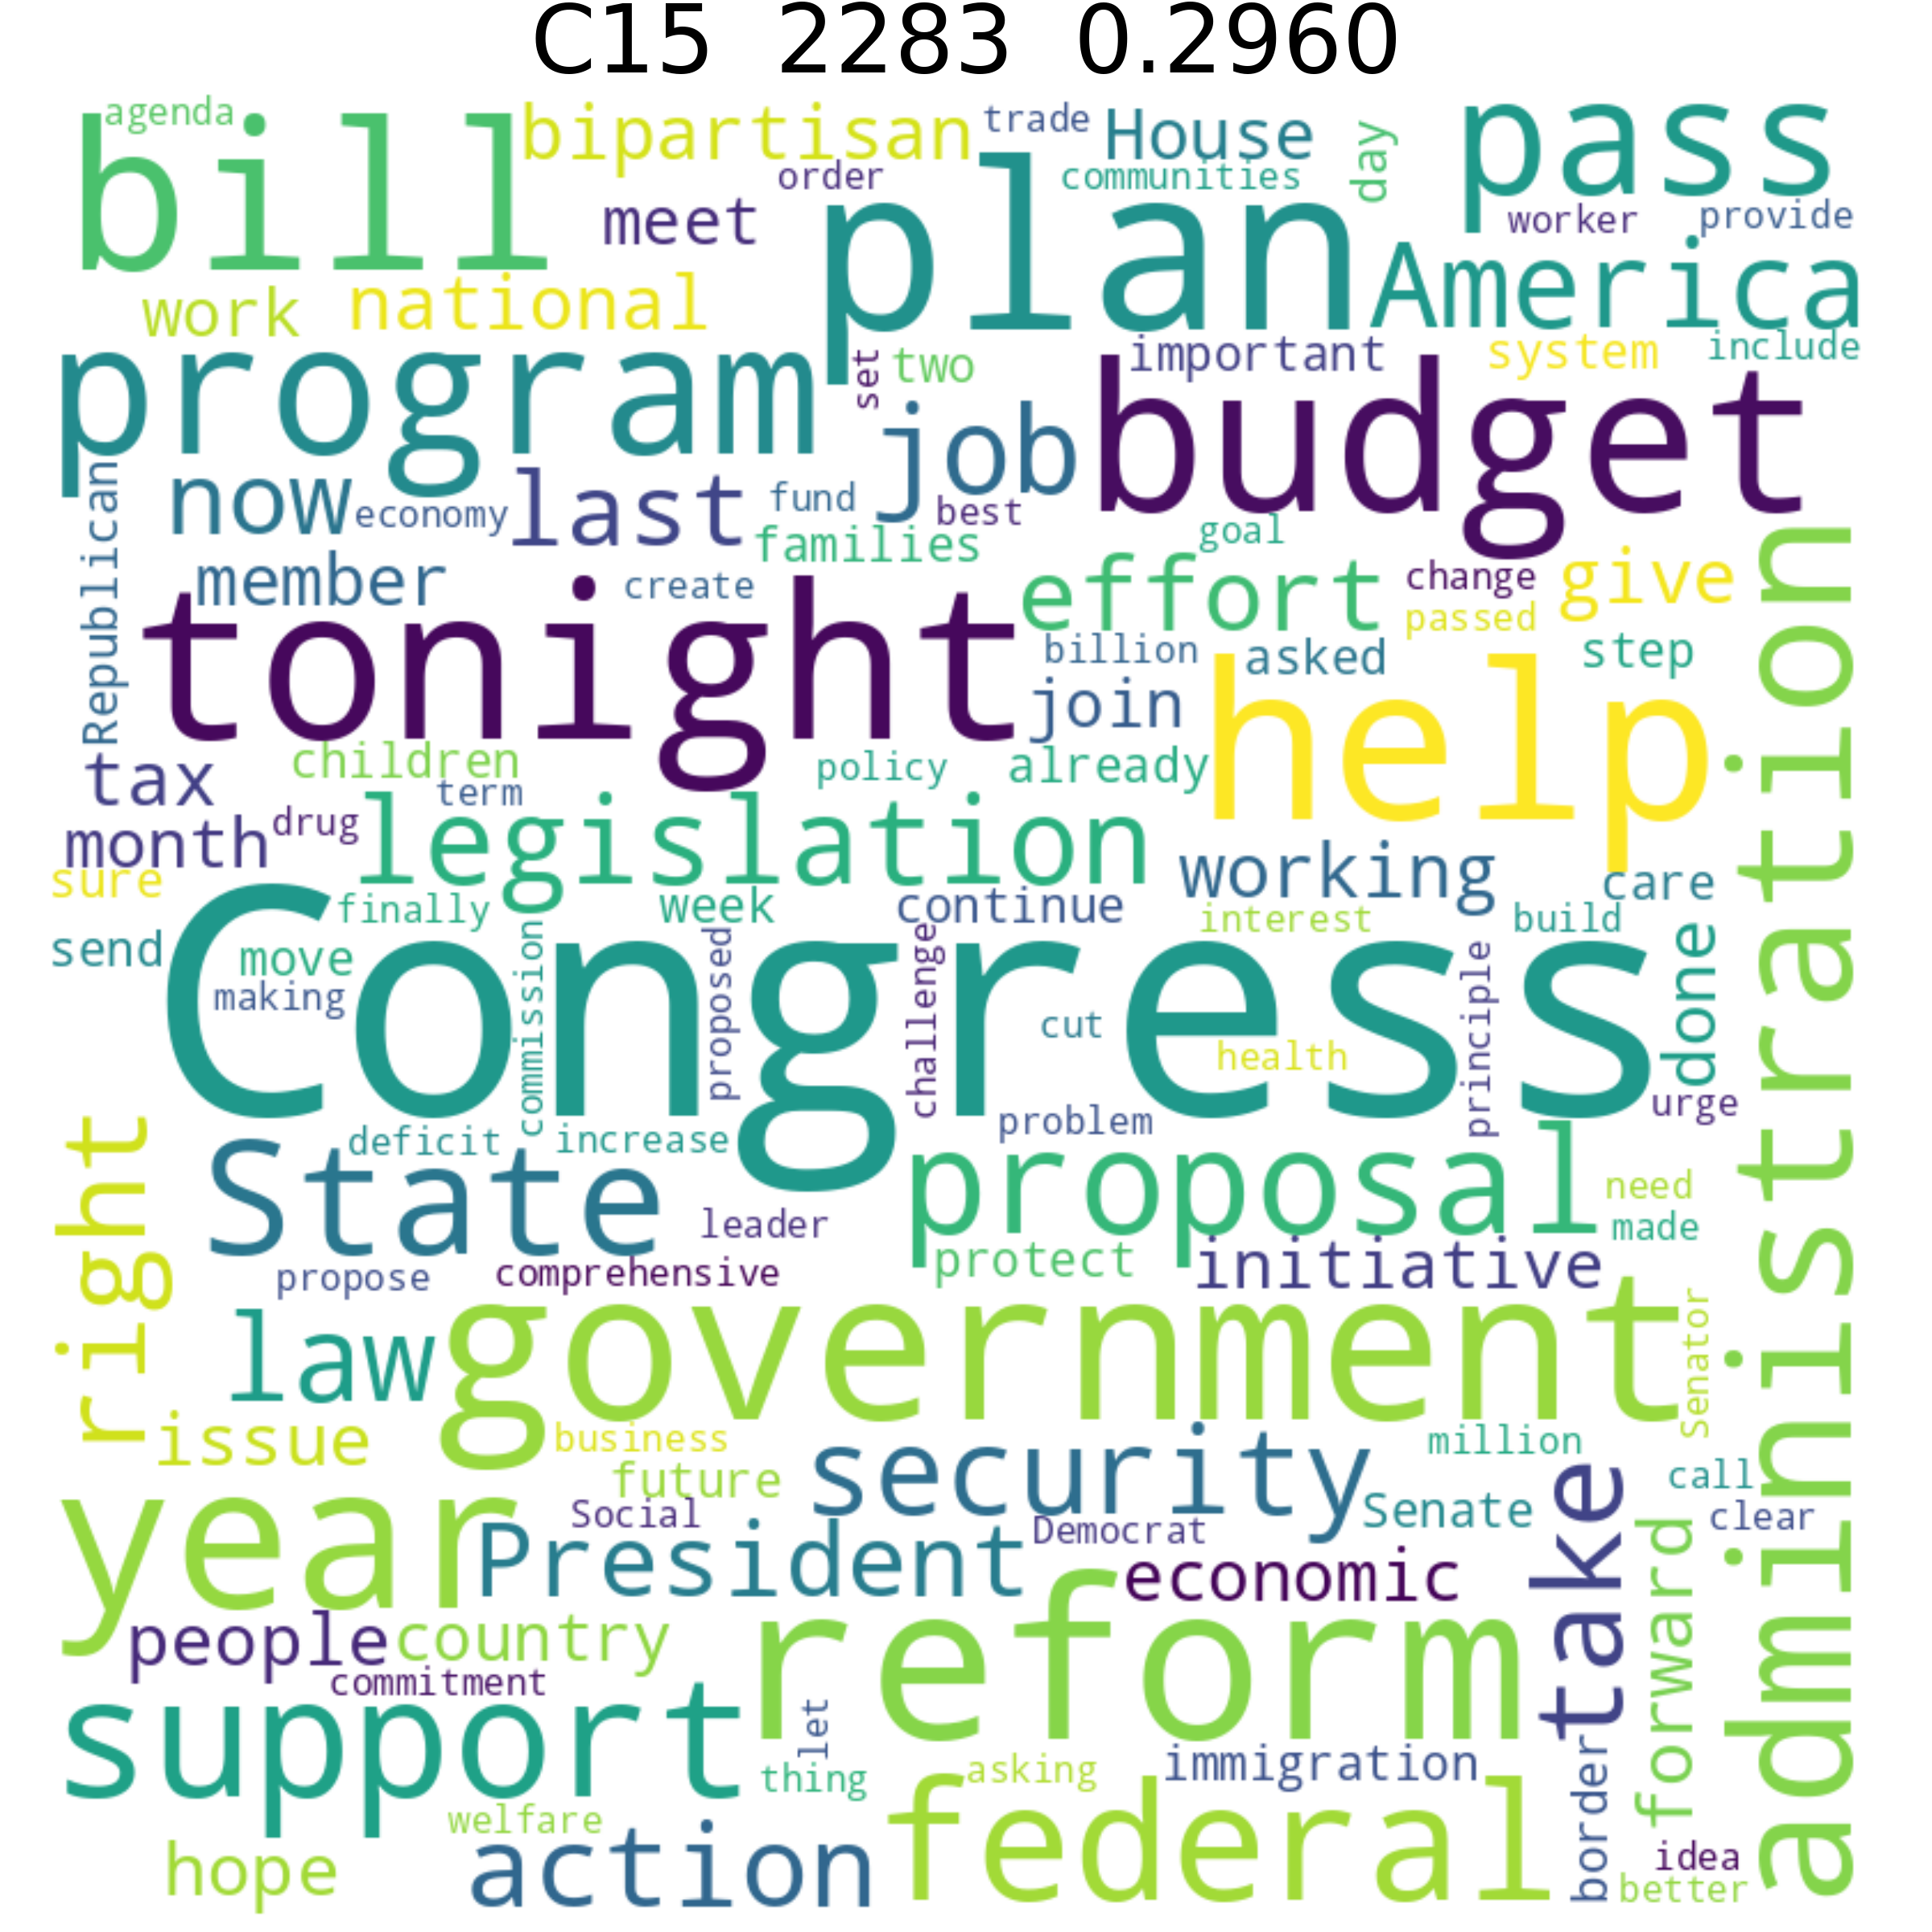 C15 2283 0.2960
agenda
bill
bipartisan
trade
House
day
pass
order
communities
meet
plan
worker
provide
America
work
national
program
set
two
important
system
include
job
budget
Republican
now
economy
last
fund
best
families
goal
member
create
effort
change
give
passed
tonight
billion
asked
step
join
help
administration
tax
children
policy
already
term
month
drug
legislation
working
sure
care
finally
week
continue
interest
build
send
move
commission
Congress
proposed
challenge
principle
done
making
cut
health
problem
urge
right
deficit
increase
State
proposal
need
leader
made
protect
initiative
propose
comprehensive
law
government
Senator
issue
business
security
million
future
call
Social
Senate
take
clear
President
Democrat
economic
forward
people
country
reform
commitment
support
let
thing
asking
immigration
border
welfare
federal
hope
action
idea
better